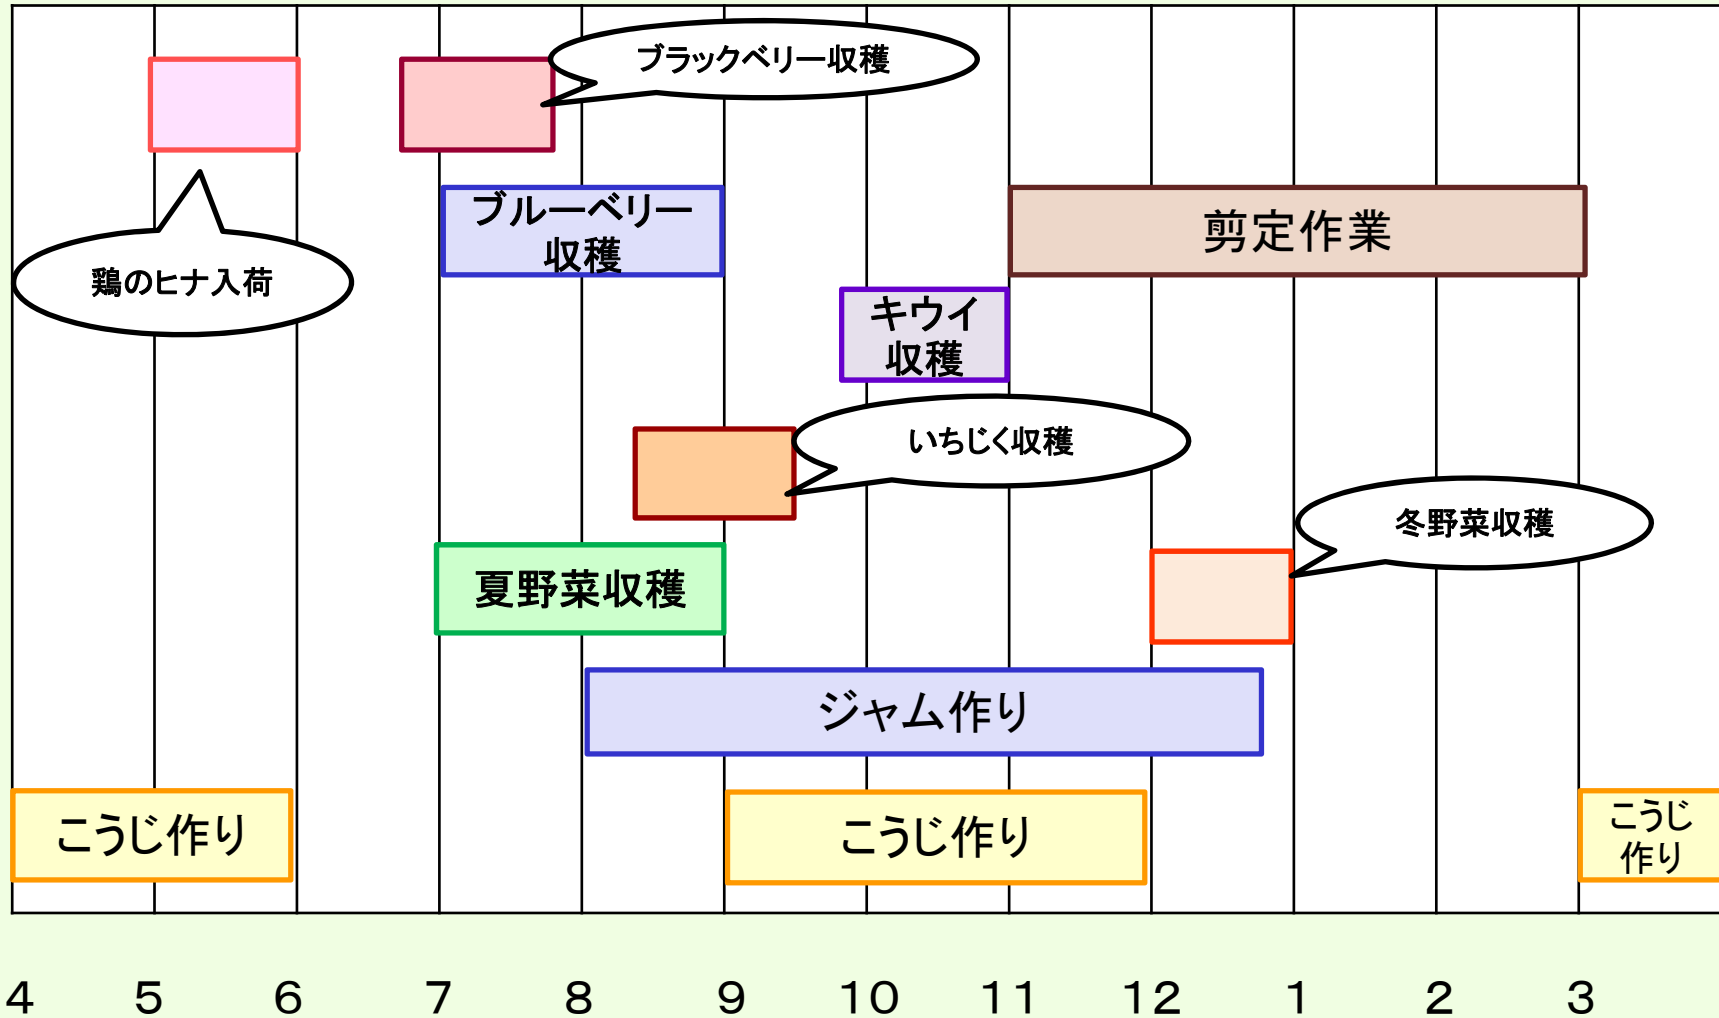 ブラックベリー収穫
ブルーベリー
収穫
剪定作業
鶏のヒナ入荷
キウイ
収穫
いちじく収穫
冬野菜収穫
夏野菜収穫
ジャム作り
こうじ作り
こうじ作り
こうじ
作り
4 5 6 7 8 9 10 11 12 1 2 3